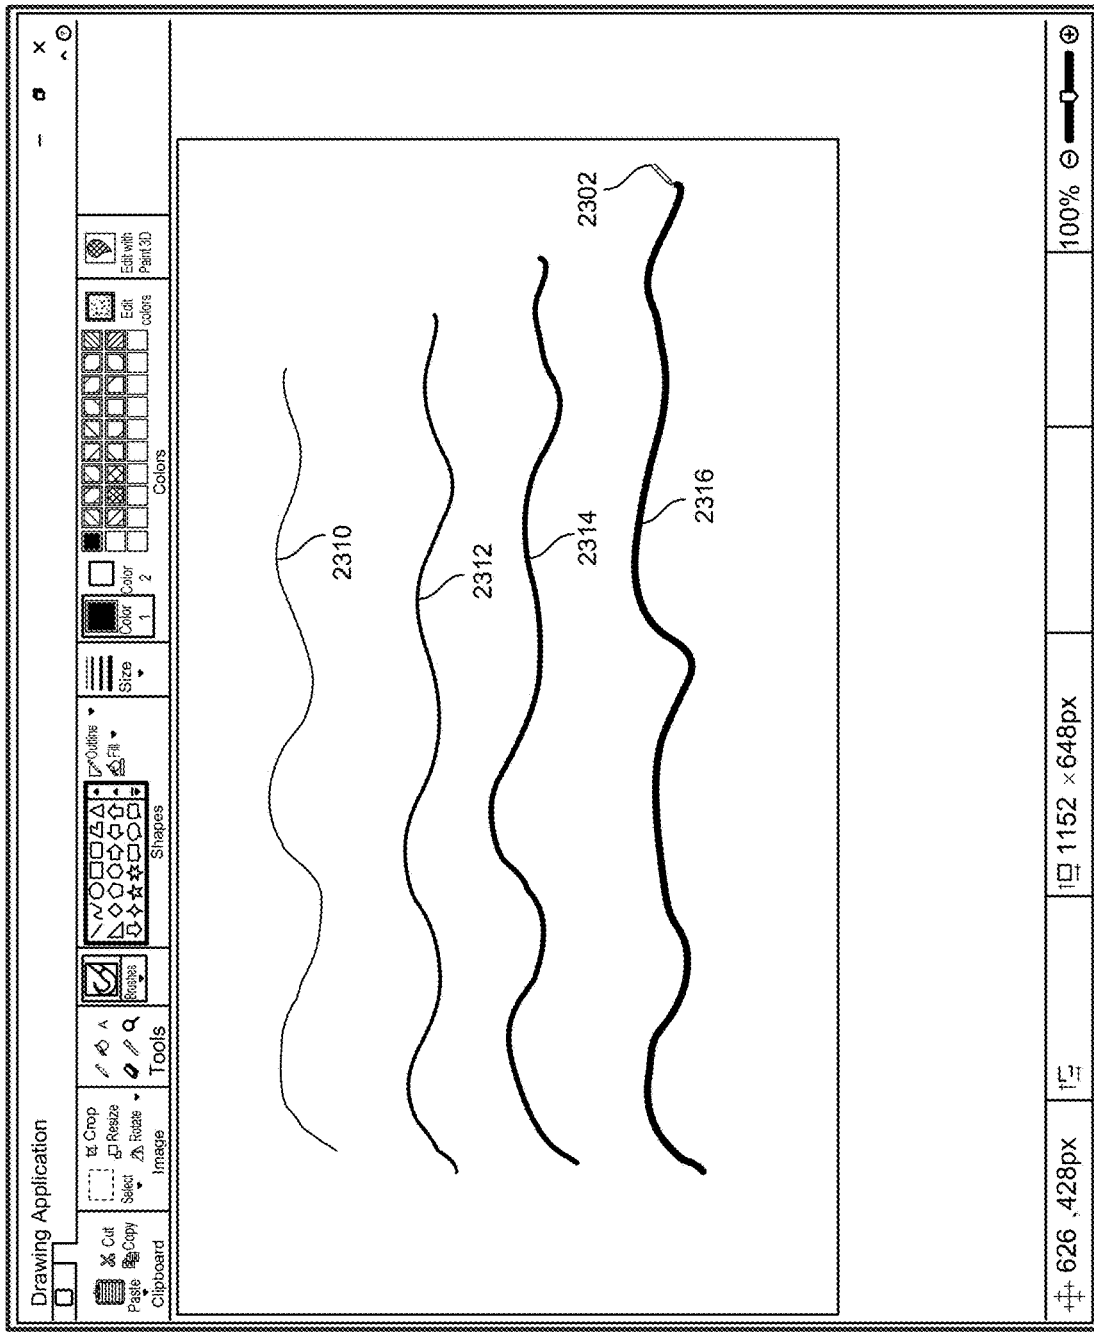 Drawing Application
Paste
Cut
Copy
Clipboard
Select
Crop
Resize
Rotate
Image
A
Tools
Brushes
Outline
Fill
Shapes
Size
Color
1
Color
2
Colors
Edit
colors
Edit with
Paint 3D
2310
2312
2314
2316
2302
626 ,428px
1152 ×648px
100%